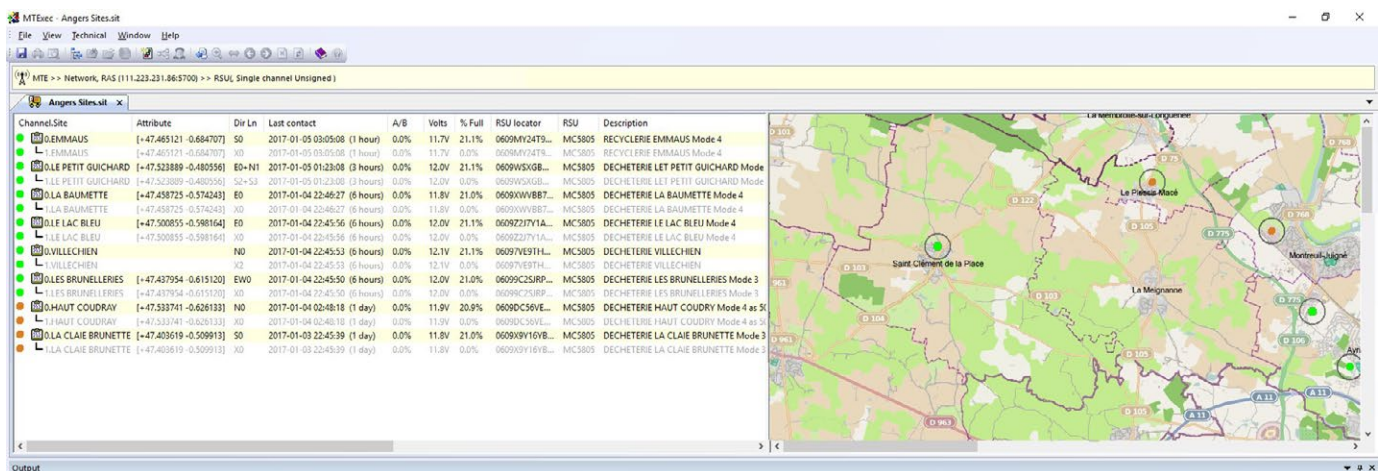 MTExec - Angers Sites.sit
File View Technical Window Help
MTE >> Network, RAS (111.223.231.86:5700) >> RSU(, Single channel Unsigned )
Angers Sites.sit x
Channel.Site Attribute Dir Ln Last contact A/B Volts % Full RSU locator RSU Description
0.EMMAUS [+47.465121 -0.684707] S0 2017-01-05 03:05:08 (1 hour) 0.0% 11.7V 21.1% 0609MY24T9... MC5805 RECYCLERIE EMMAUS Mode 4
1.EMMAUS [+47.465121 -0.684707] X0 2017-01-05 03:05:08 (1 hour) 0.0% 11.7V 0.0% 0609MY24T9... MC5805 RECYCLERIE EMMAUS Mode 4
0.LE PETIT GUICHARD [+47.523889 -0.480556] E0+N1 2017-01-05 01:23:08 (3 hours) 0.0% 12.0V 21.1% 0609WSXGB... MC5805 DECHETERIE LET PETIT GUICHARD Mode
1.LE PETIT GUICHARD [+47.523889 -0.480556] S2+S3 2017-01-05 01:23:08 (3 hours) 0.0% 12.0V 0.0% 0609WSXGB... MC5805 DECHETERIE LET PETIT GUICHARD Mode
0.LA BAUMETTE [+47.458725 -0.574243] E0 2017-01-04 22:46:27 (6 hours) 0.0% 11.8V 21.0% 0609XWVBB7... MC5805 DECHETERIE LA BAUMETTE Mode 4
1.LA BAUMETTE [+47.458725 -0.574243] X0 2017-01-04 22:46:27 (6 hours) 0.0% 11.8V 0.0% 0609XWVBB7... MC5805 DECHETERIE LA BAUMETTE Mode 4
0.LE LAC BLEU [+47.500855 -0.598164] E0 2017-01-04 22:45:56 (6 hours) 0.0% 12.0V 21.1% 0609Z2J7Y1A... MC5805 DECHETERIE LE LAC BLEU Mode 4
1.LE LAC BLEU [+47.500855 -0.598164] X0 2017-01-04 22:45:56 (6 hours) 0.0% 12.0V 0.0% 0609Z2J7Y1A... MC5805 DECHETERIE LE LAC BLEU Mode 4
0.VILLECHIEN N0 2017-01-04 22:45:53 (6 hours) 0.0% 12.1V 21.1% 06097VE9TH... MC5805 DECHETERIE VILLECHIEN
1.VILLECHIEN X2 2017-01-04 22:45:53 (6 hours) 0.0% 12.1V 0.0% 06097VE9TH... MC5805 DECHETERIE VILLECHIEN
0.LES BRUNELLERIES [+47.437954 -0.615120] EW0 2017-01-04 22:45:50 (6 hours) 0.0% 12.0V 21.0% 06099C2SJRP... MC5805 DECHETERIE LES BRUNELLERIES Mode 3
1.LES BRUNELLERIES [+47.437954 -0.615120] X0 2017-01-04 22:45:50 (6 hours) 0.0% 12.0V 0.0% 06099C2SJRP... MC5805 DECHETERIE LES BRUNELLERIES Mode 3
0.HAUT COUDRAY [+47.533741 -0.626133] N0 2017-01-04 02:48:18 (1 day) 0.0% 11.9V 20.9% 0609DC56VE... MC5805 DECHETERIE HAUT COUDRY Mode 4 as 50
1.HAUT COUDRAY [+47.533741 -0.626133] X0 2017-01-04 02:48:18 (1 day) 0.0% 11.9V 0.0% 0609DC56VE... MC5805 DECHETERIE HAUT COUDRY Mode 4 as 50
0.LA CLAIE BRUNETTE [+47.403619 -0.509913] S0 2017-01-03 22:45:39 (1 day) 0.0% 11.8V 21.0% 0609X9Y16YB... MC5805 DECHETERIE LA CLAIE BRUNETTE Mode 3
1.LA CLAIE BRUNETTE [+47.403619 -0.509913] X0 2017-01-03 22:45:39 (1 day) 0.0% 11.8V 0.0% 0609X9Y16YB... MC5805 DECHETERIE LA CLAIE BRUNETTE Mode 3
La Membrolle-sur-Longuenée
D 101
D 768
D 75
Le Plessis-Macé
D 122
D 768
D 105
D 775
Montreuil-Juigné
Saint Clément de la Place
D 103
La Meignanne
D 103
D 775
D 104
D 106
D 961
Avr
D 105
A 11
A 11
D 105
D 963
Output